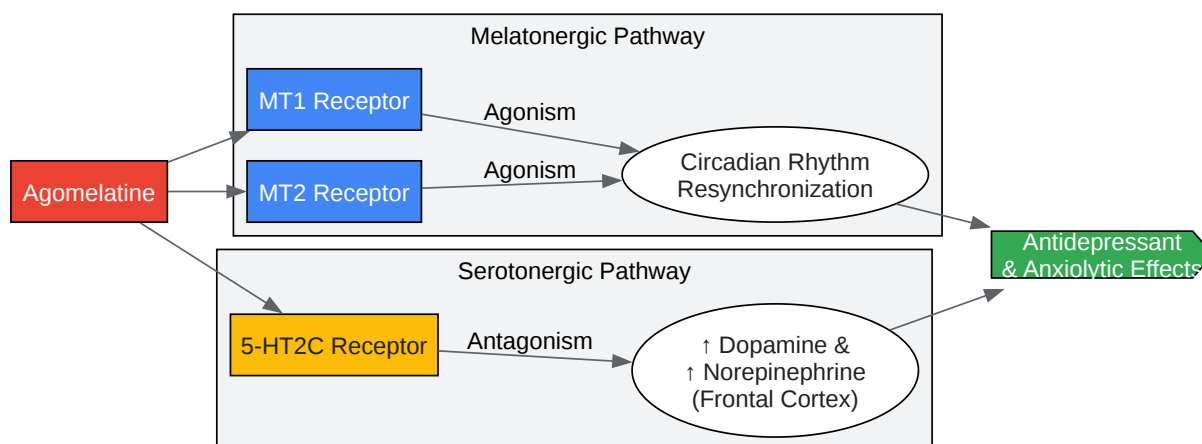 Melatonergic Pathway
MT1 Receptor
Agonism
MT2 Receptor
Agonism
Circadian Rhythm
Resynchronization
Agomelatine
Antidepressant
& Anxiolytic Effects
Serotonergic Pathway
5-HT2C Receptor
Antagonism
↑ Dopamine &
↑ Norepinephrine
(Frontal Cortex)